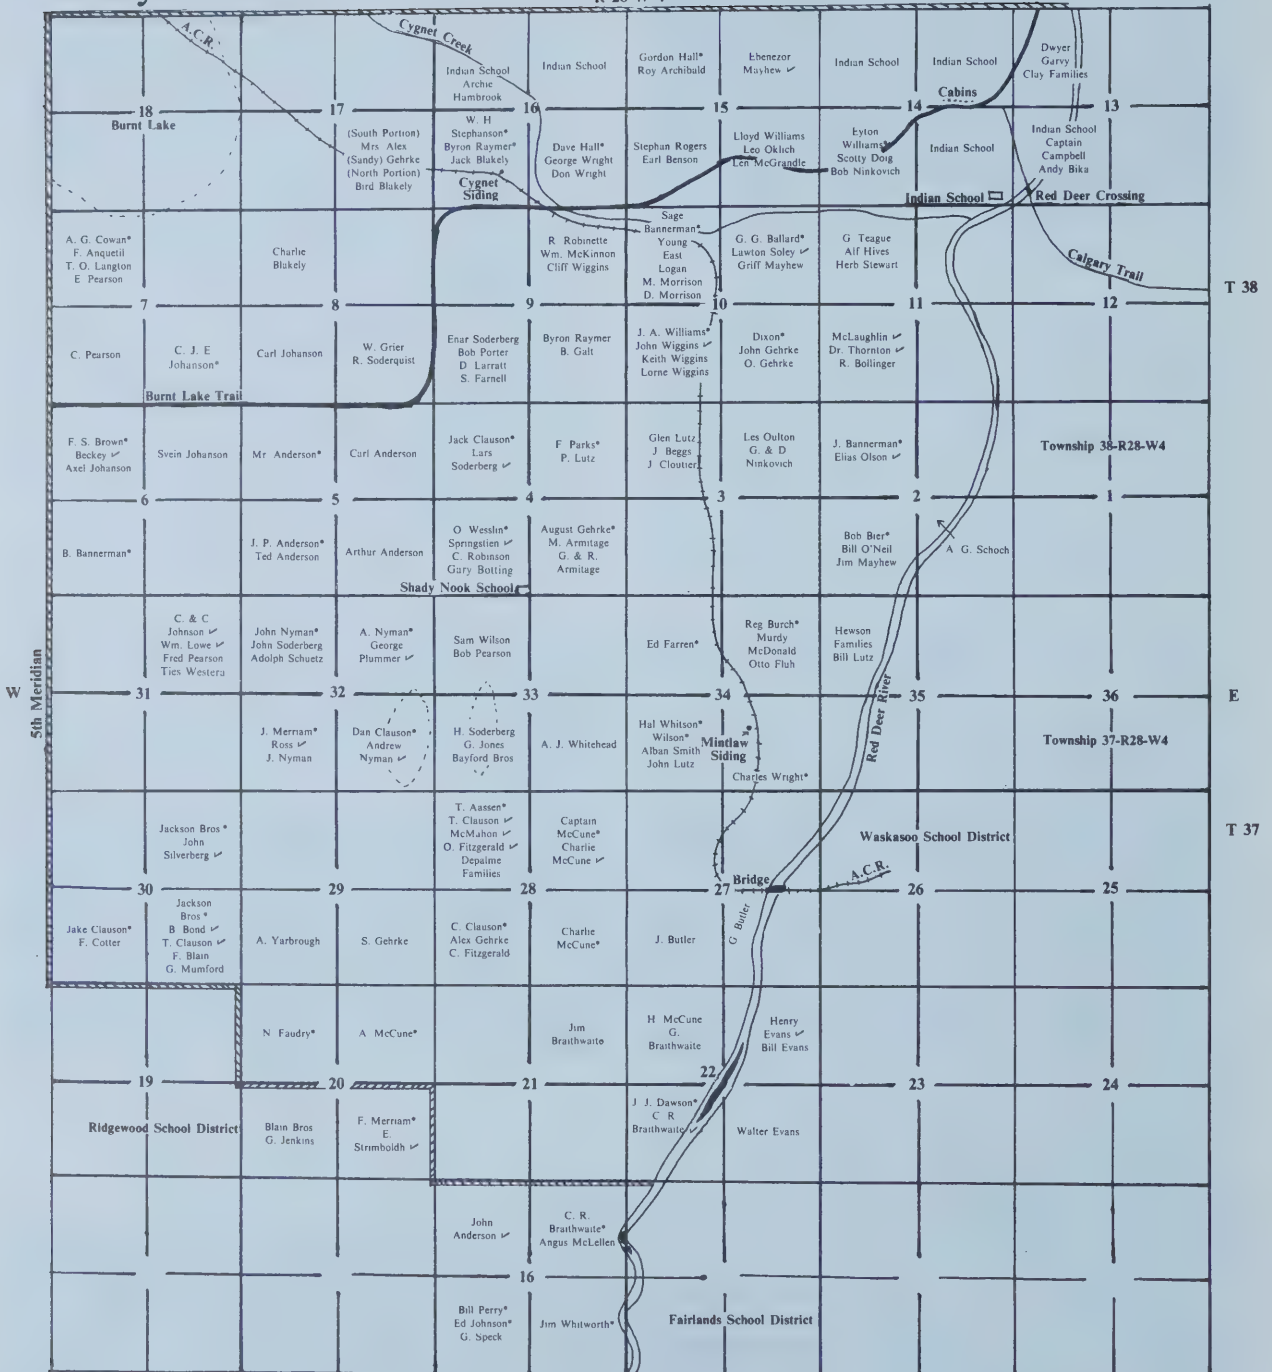 A.C.R.
Cygnet Creek
Indian School
Archie
Hambrook
Indian School
Gordon Hall*
Roy Archibald
Ebenezor
Mayhew ✓
Indian School
Indian School
Dwyer
Garvy
Clay Families
Cabins
18
17
16
15
14
13
Burnt Lake
(South Portion)
Mrs Alex
(Sandy) Gehrke
(North Portion)
Bird Blakely
W. H
Stephanson*
Byron Raymer*
Jack Blakely
Cygnet
Siding
Dave Hall*
George Wright
Don Wright
Stephan Rogers
Earl Benson
Lloyd Williams
Leo Oklich
Len McGrandle
Eyton
Williams*
Scotty Doig
Bob Ninkovich
Indian School
Indian School
Captain
Campbell
Andy Bika
Indian School
Red Deer Crossing
A. G. Cowan*
F. Anquetil
T. O. Langton
E Pearson
Charlie
Blakely
R Robinette
Wm. McKinnon
Cliff Wiggins
Sage
Bannerman*
Young
East
Logan
M. Morrison
D. Morrison
G. G. Ballard*
Lawton Soley ✓
Griff Mayhew
G Teague
Alf Hives
Herb Stewart
Calgary Trail
T 38
7
8
9
10
11
12
C. Pearson
C. J. E
Johanson*
Carl Johanson
W. Grier
R. Soderquist
Enar Soderberg
Bob Porter
D Larratt
S. Farnell
Byron Raymer
B. Galt
J. A. Williams*
John Wiggins ✓
Keith Wiggins
Lorne Wiggins
Dixon*
John Gehrke
O. Gehrke
McLaughlin ✓
Dr. Thornton ✓
R. Bollinger
Burnt Lake Trail
F. S. Brown*
Beckey ✓
Axel Johanson
Svein Johanson
Mr Anderson*
Carl Anderson
Jack Clauson*
Lars
Soderberg ✓
F Parks*
P. Lutz
Glen Lutz
J Beggs
J Cloutier
Les Oulton
G. & D
Ninkovich
J. Bannerman*
Elias Olson ✓
Township 38-R28-W4
6
5
4
3
2
1
B. Bannerman*
J. P. Anderson*
Ted Anderson
Arthur Anderson
O Wesslin*
Springstien ✓
C. Robinson
Gary Botting
August Gehrke*
M. Armitage
G. & R.
Armitage
Bob Bier*
Bill O'Neil
Jim Mayhew
A G. Schoch
Shady Nook School
C. & C
Johnson ✓
Wm. Lowe ✓
Fred Pearson
Ties Westera
John Nyman*
John Soderberg
Adolph Schuetz
A. Nyman*
George
Plummer ✓
Sam Wilson
Bob Pearson
Ed Farren*
Reg Burch*
Murdy
McDonald
Otto Fluh
Hewson
Families
Bill Lutz
5th Meridian
W
31
32
33
34
35
36
E
Red Deer River
J. Merriam*
Ross ✓
J. Nyman
Dan Clauson*
Andrew
Nyman ✓
H. Soderberg
G. Jones
Bayford Bros
A. J. Whitehead
Hal Whitson*
Wilson*
Alban Smith
John Lutz
Mintlaw
Siding
Charles Wright*
Township 37-R28-W4
Jackson Bros*
John
Silverberg ✓
T. Aassen*
T. Clauson ✓
McMahon ✓
O. Fitzgerald ✓
Depalme
Families
Captain
McCune*
Charlie
McCune ✓
Waskasoo School District
T 37
Bridge
A.C.R.
30
29
28
27
26
25
Jake Clauson*
F. Cotter
Jackson
Bros*
B Bond ✓
T. Clauson ✓
F. Blain
G. Mumford
A. Yarbrough
S. Gehrke
C. Clauson*
Alex Gehrke
C. Fitzgerald
Charlie
McCune*
J. Butler
G Butler
N Faudry*
A McCune*
Jim
Braithwaite
H McCune
G.
Braithwaite
Henry
Evans ✓
Bill Evans
19
20
21
22
23
24
Ridgewood School District
Blain Bros
G. Jenkins
F. Merriam*
E.
Strimboldh ✓
J J. Dawson*
C R
Braithwaite ✓
Walter Evans
John
Anderson ✓
C. R.
Braithwaite*
Angus McLellen
16
Bill Perry*
Ed Johnson*
G. Speck
Jim Whitworth*
Fairlands School District